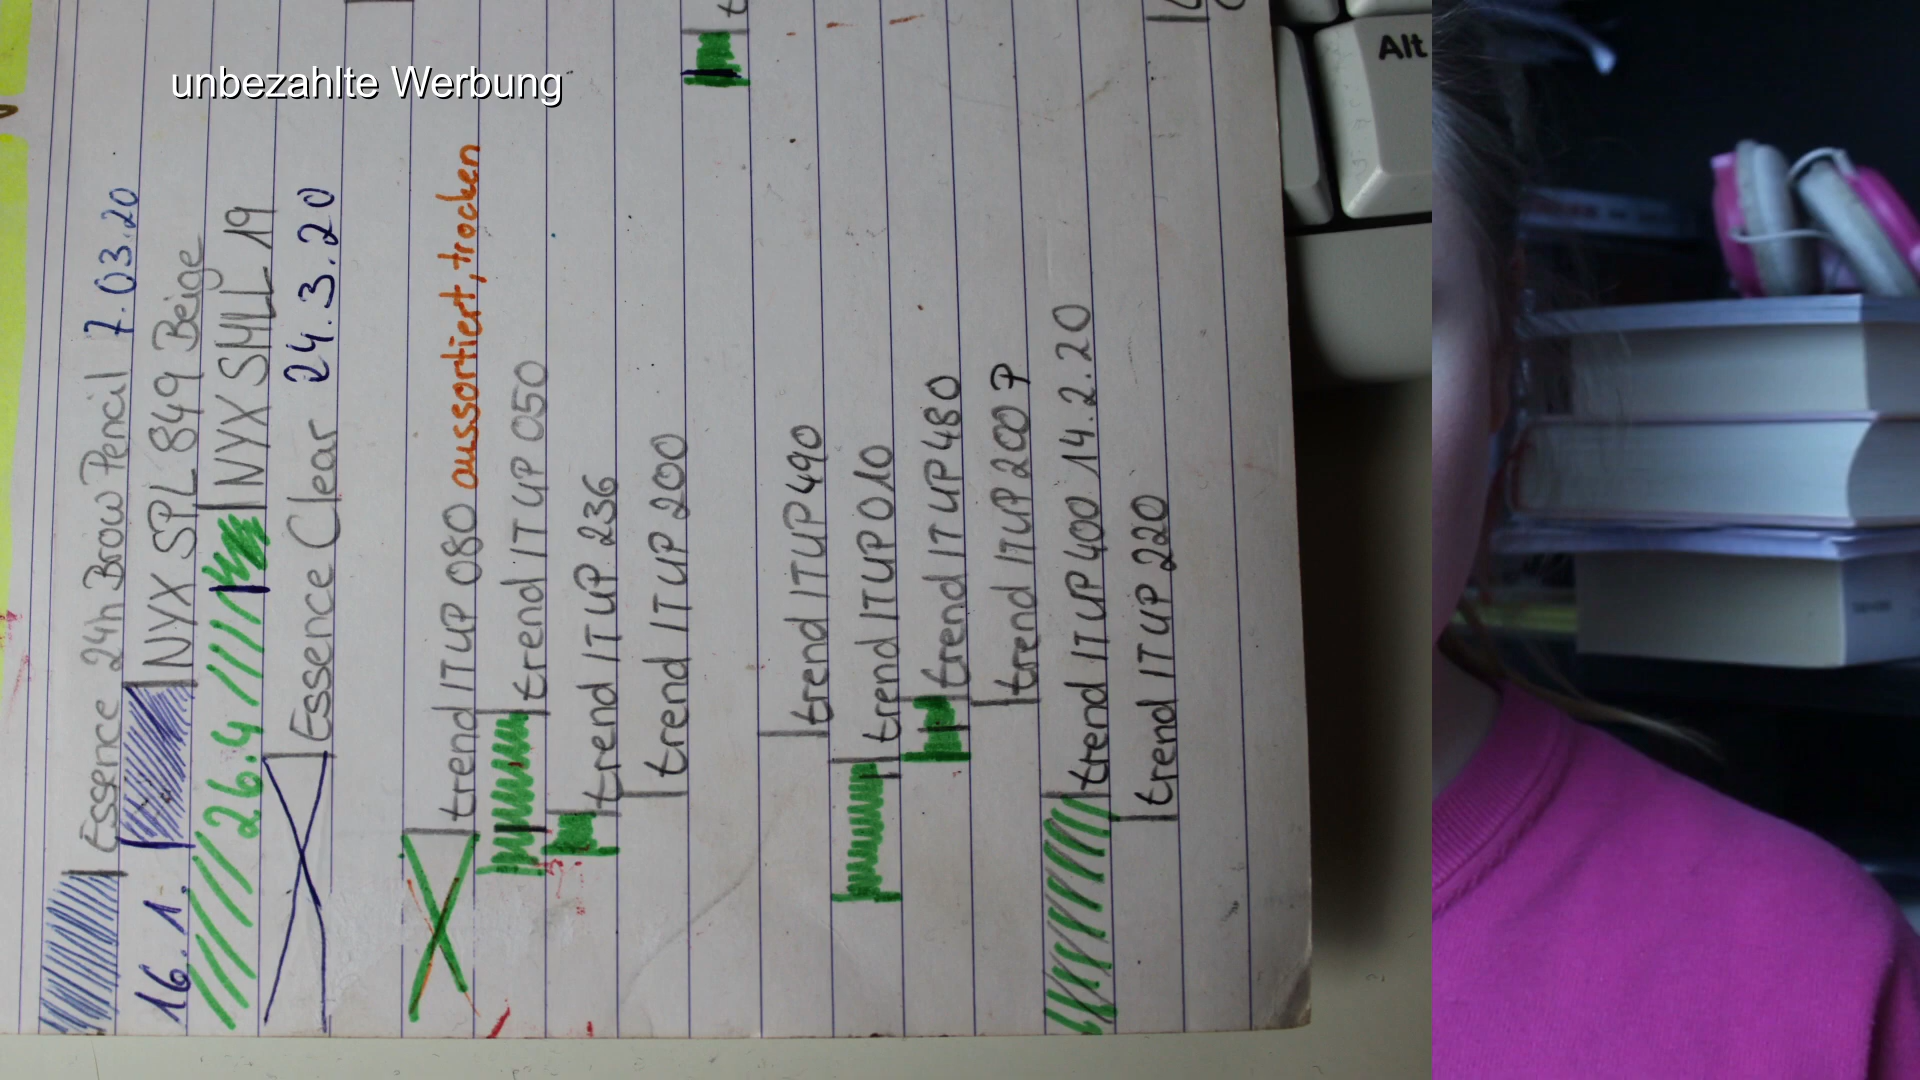 unbezahlte Werbung
Essence 24h Brow Pencil 7.03.20
16.1. NYX SPL 849 Beige
26.4 NYX SMLL 19
Essence Clear 24.3.20
trend IT UP 080 aussortiert, trocken
trend IT UP 050
trend IT UP 236
trend IT UP 200
trend IT UP 490
trend IT UP 010
trend IT UP 480
trend IT UP 200 P
trend IT UP 400 14.2.20
trend IT UP 220
Alt